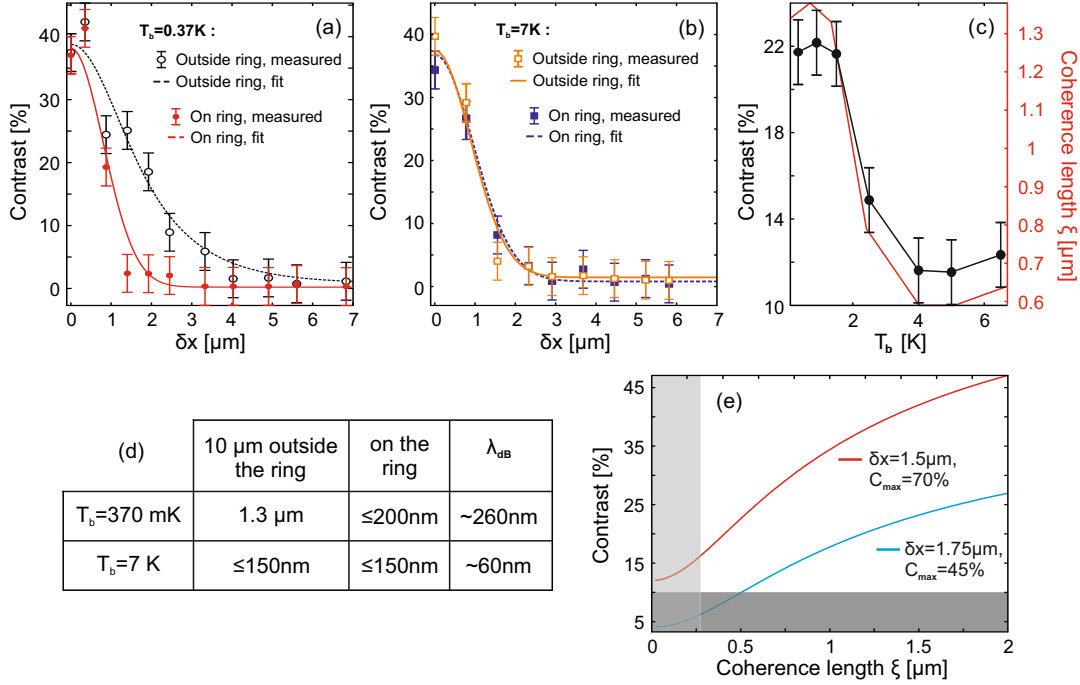 (a)
T_b=0.37K :
Outside ring, measured
Outside ring, fit
On ring, measured
On ring, fit
Contrast [%]
40
30
20
10
0
0 1 2 3 4 5 6 7
δx [µm]
(b)
T_b=7K :
Outside ring, measured
Outside ring, fit
On ring, measured
On ring, fit
Contrast [%]
40
30
20
10
0
0 1 2 3 4 5 6 7
δx [µm]
(c)
Contrast [%]
22
18
14
10
2 4 6
T_b [K]
1.3
1.2
1.1
1
0.9
0.8
0.7
0.6
Coherence length ξ [µm]
(d)
10 µm outside
the ring
on the
ring
λ_dB
T_b=370 mK 1.3 µm ≤200nm ~260nm
T_b=7 K ≤150nm ≤150nm ~60nm
(e)
Contrast [%]
45
35
25
15
5
δx=1.5µm,
C_max=70%
δx=1.75µm,
C_max=45%
0 0.5 1 1.5 2
Coherence length ξ [µm]